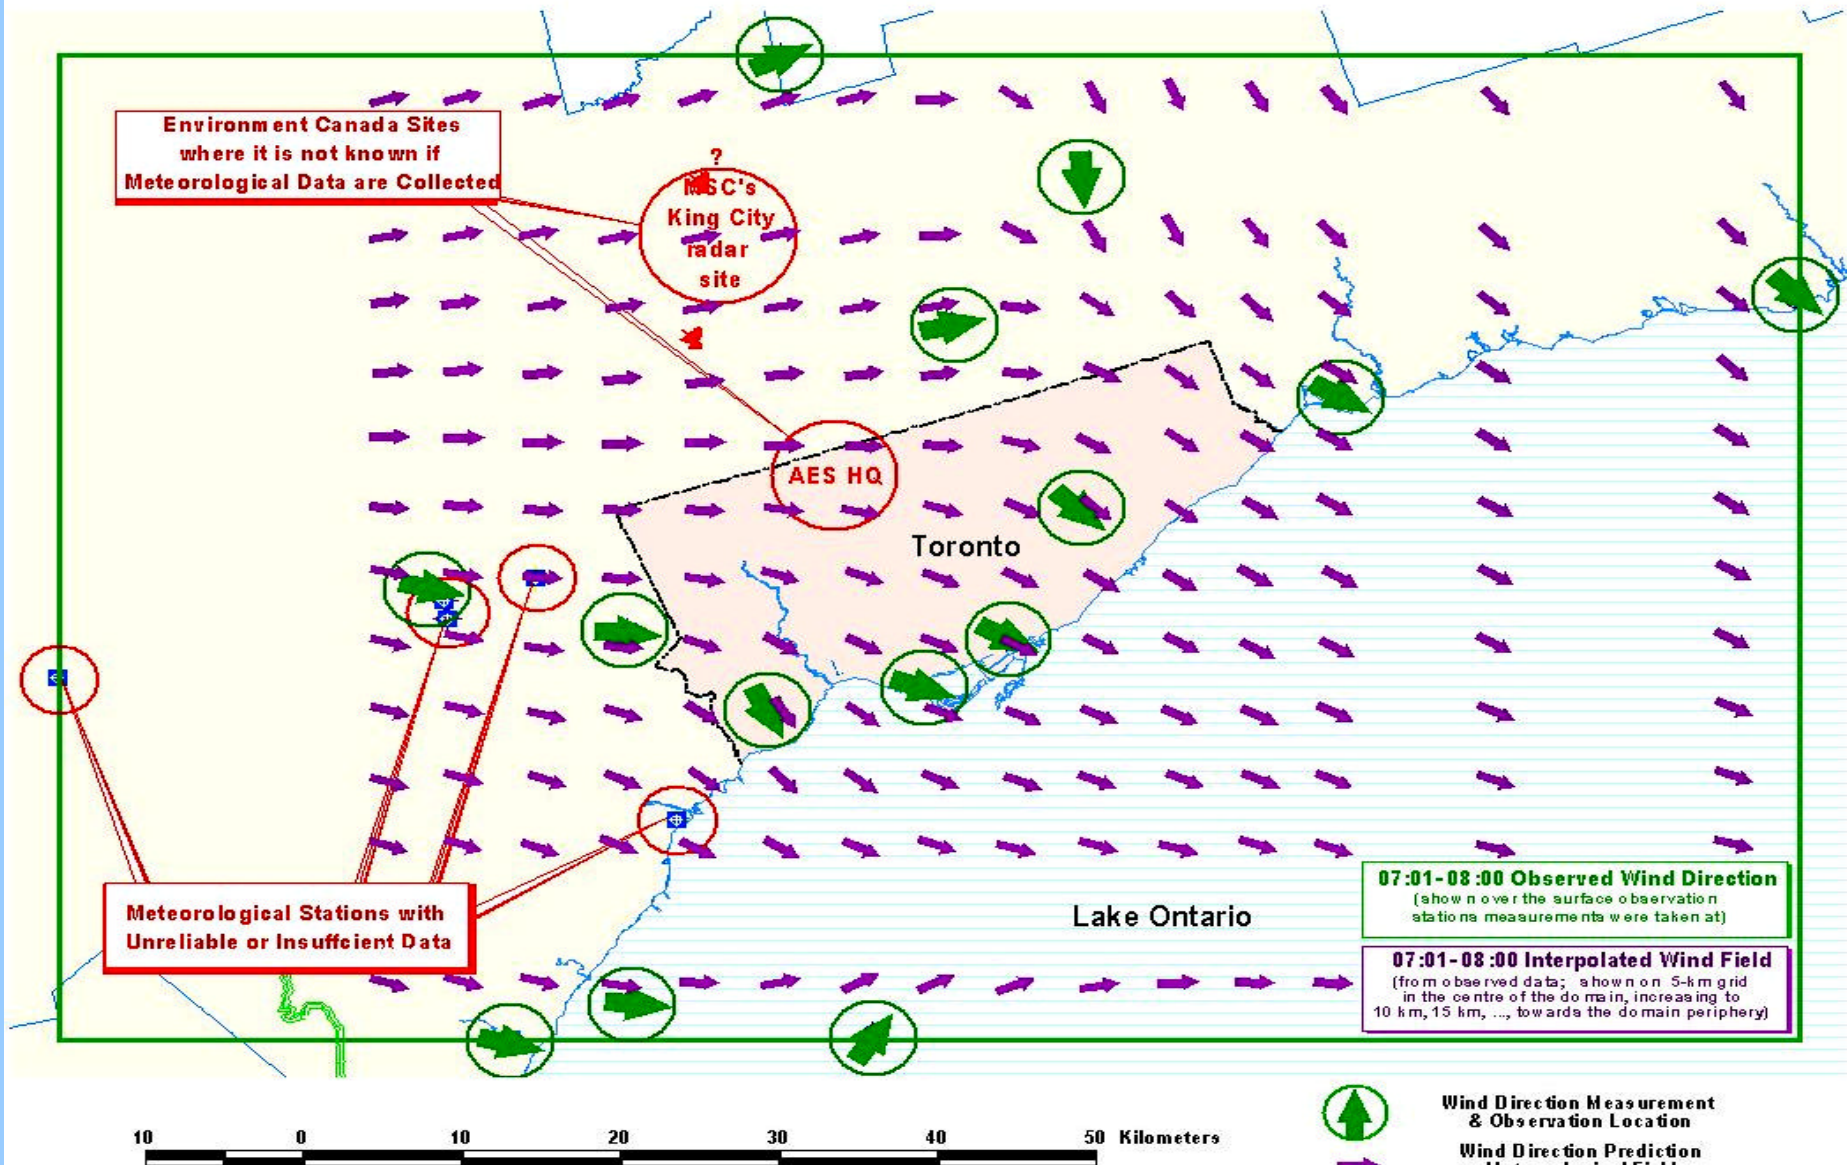 Environment Canada Sites
where it is not known if
Meteorological Data are Collected
?
MSC's
King City
radar
site
AES HQ
Toronto
Meteorological Stations with
Unreliable or Insuffcient Data
Lake Ontario
07:01-08:00 Observed Wind Direction
(shown over the surface observation
stations measurements were taken at)
07:01-08:00 Interpolated Wind Field
(from observed data; shown on 5-km grid
in the centre of the domain, increasing to
10 km, 15 km, ..., towards the domain periphery)
10 0 10 20 30 40 50 Kilometers
Wind Direction Measurement
& Observation Location
Wind Direction Prediction